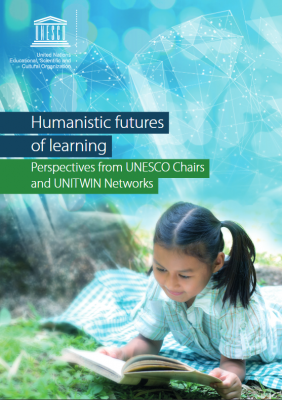 UNESCO
United Nations
Educational, Scientific and
Cultural Organization
Humanistic futures
of learning
Perspectives from UNESCO Chairs
and UNITWIN Networks